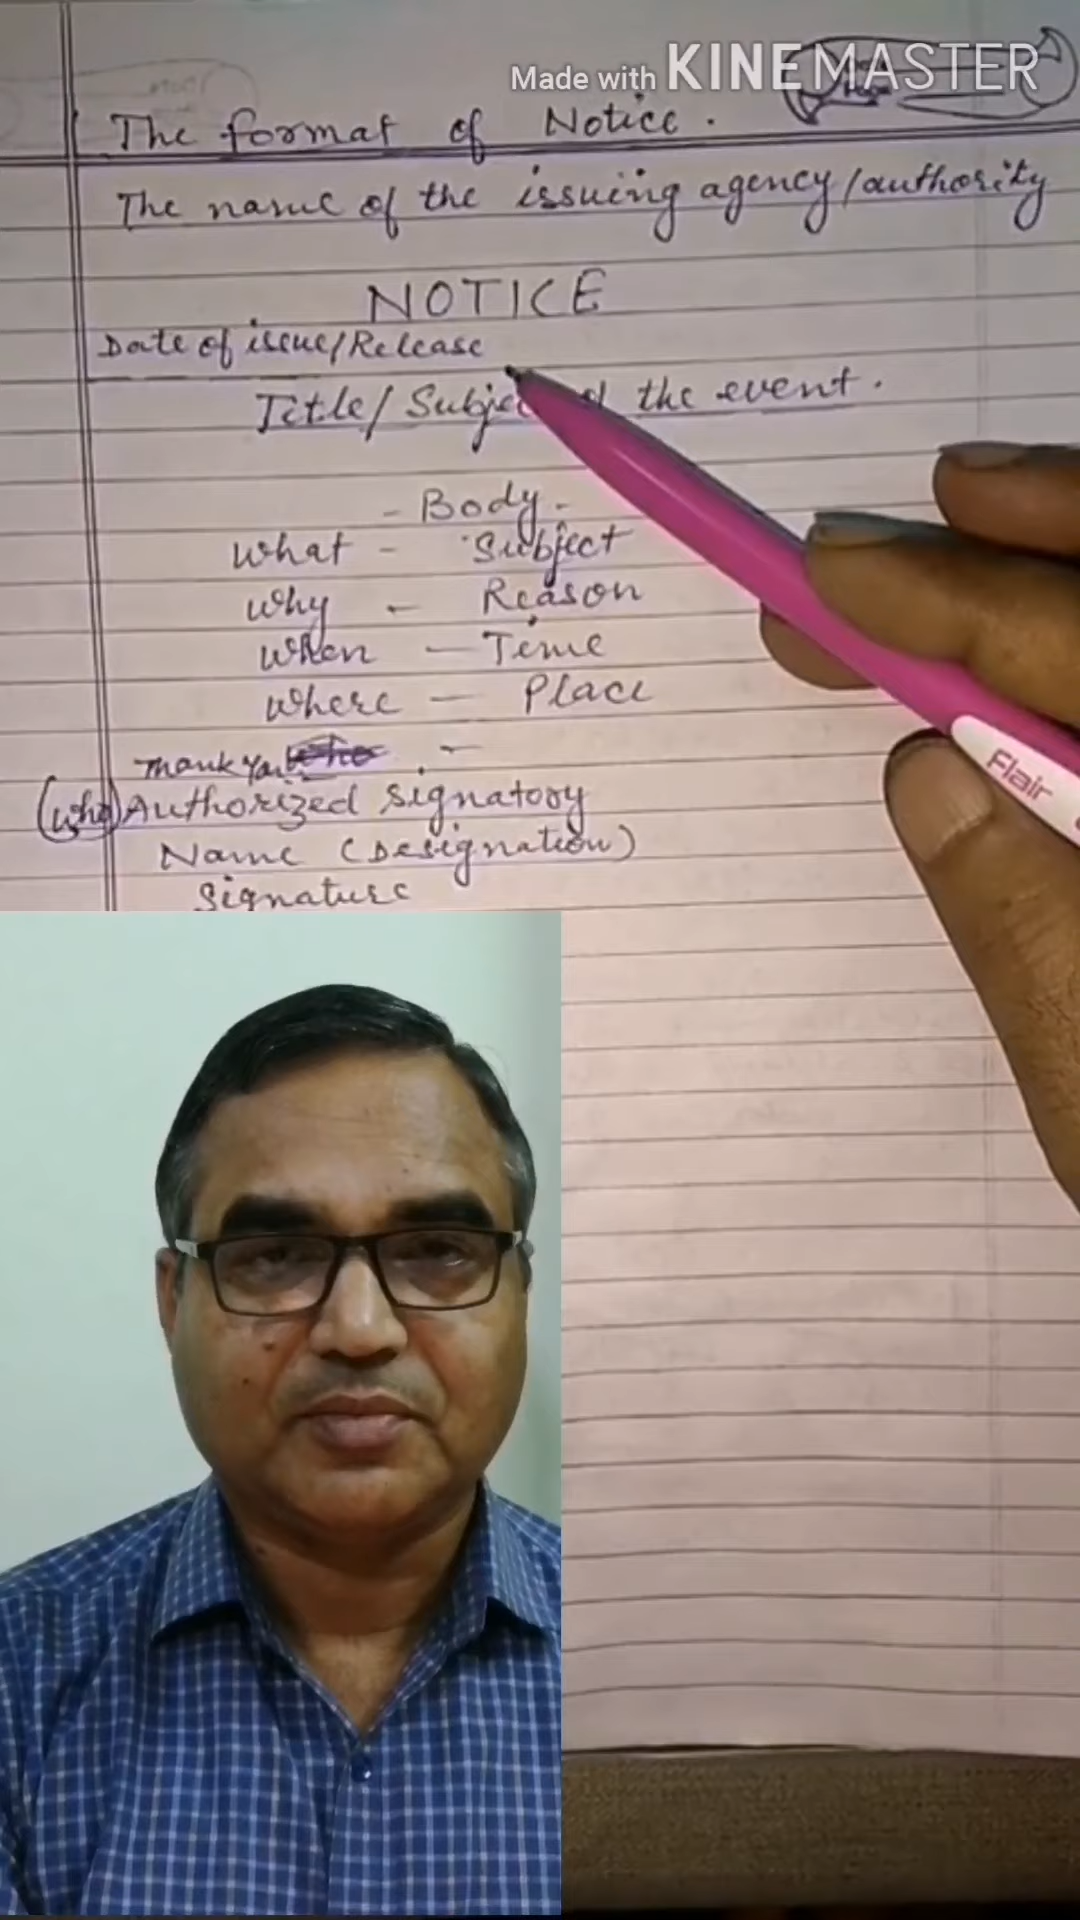 Made with KINEMASTER
The format of Notice.
The name of the issuing agency/authority
NOTICE
Date of issue/Release
Title/Subject of the event.
- Body -
What - Subject
Why - Reason
When - Time
Where - Place
Thank You -
(who) Authorized signatory
Name (Designation)
Signature
Flair